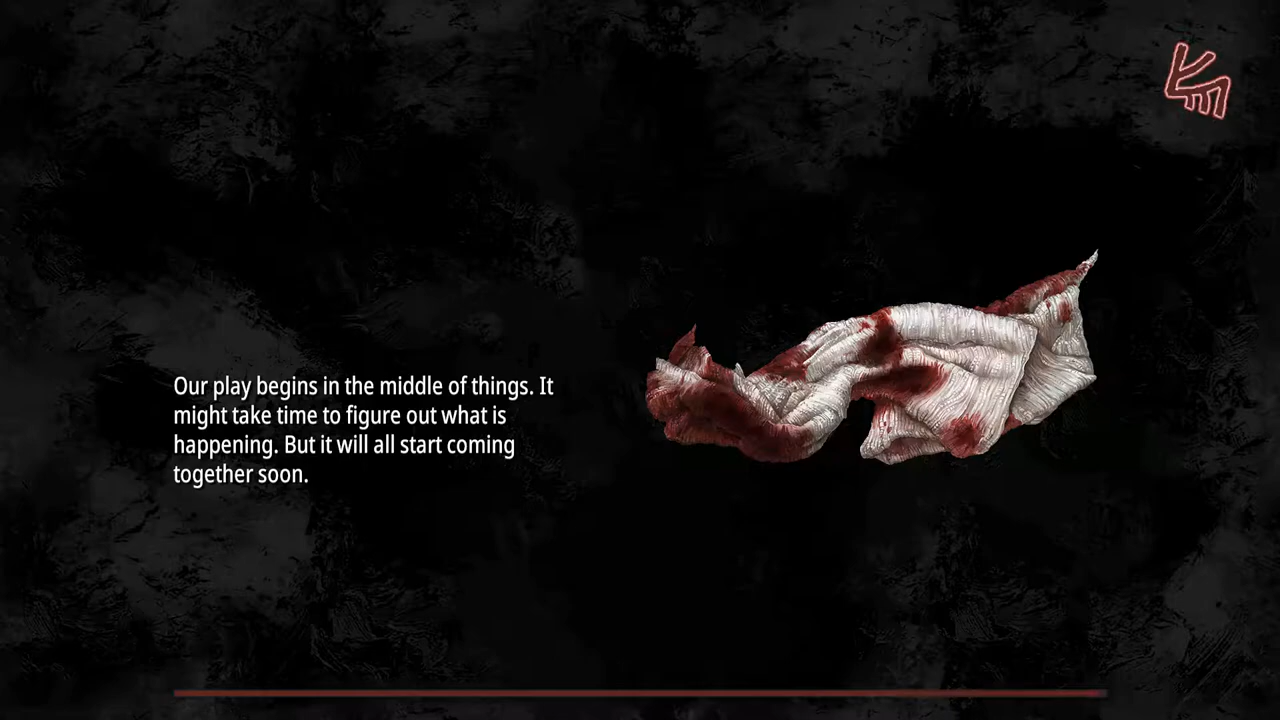 Our play begins in the middle of things. It
might take time to figure out what is
happening. But it will all start coming
together soon.